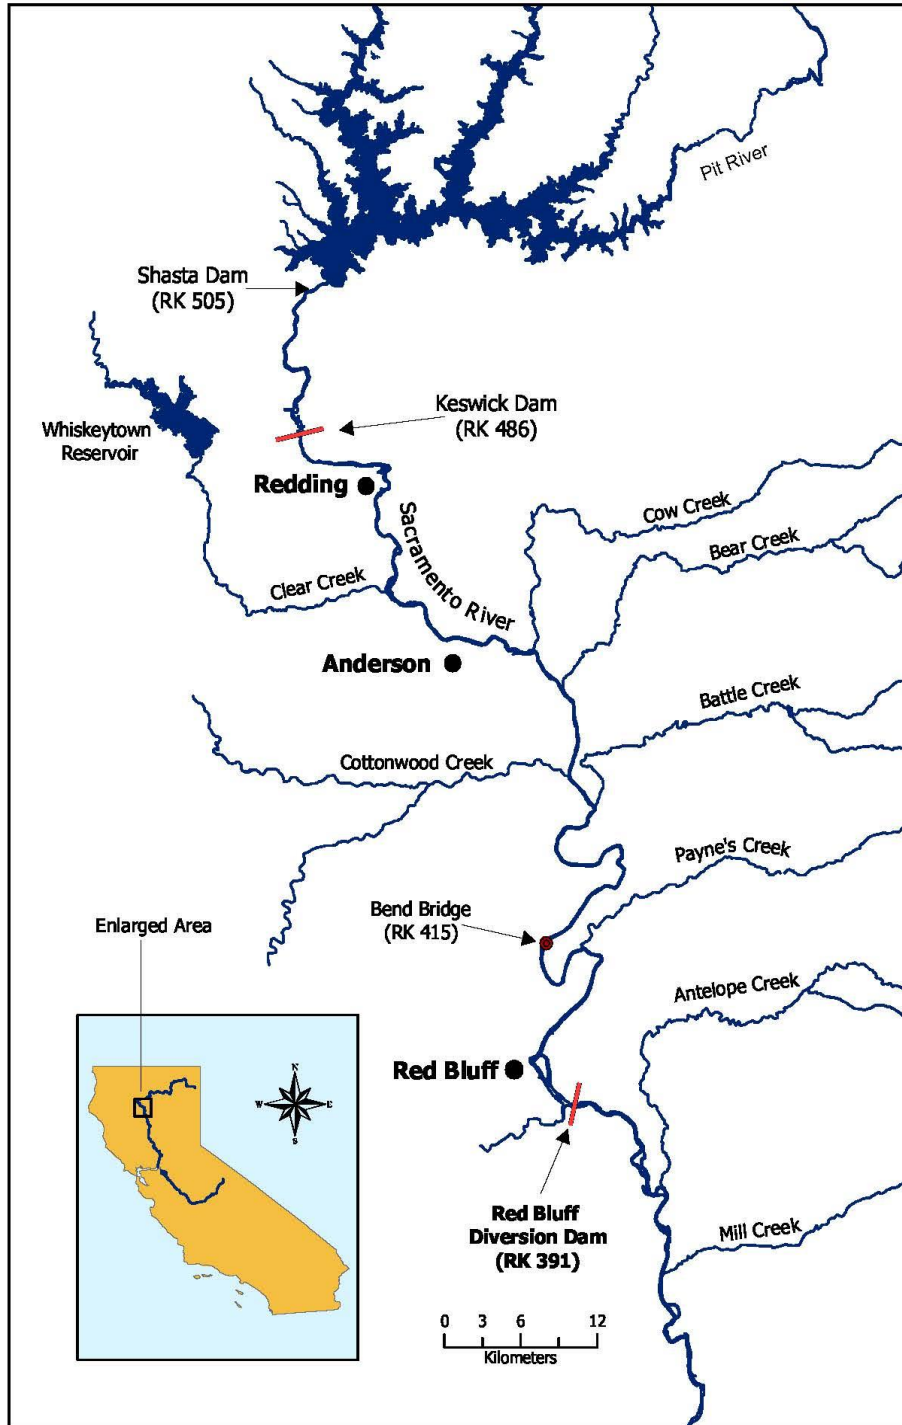 Pit River
Shasta Dam
(RK 505)
Keswick Dam
(RK 486)
Whiskeytown
Reservoir
Redding
Sacramento River
Cow Creek
Bear Creek
Clear Creek
Anderson
Battle Creek
Cottonwood Creek
Payne's Creek
Bend Bridge
(RK 415)
Enlarged Area
Antelope Creek
Red Bluff
N
W
E
S
Red Bluff
Diversion Dam
(RK 391)
Mill Creek
0 3 6 12
Kilometers